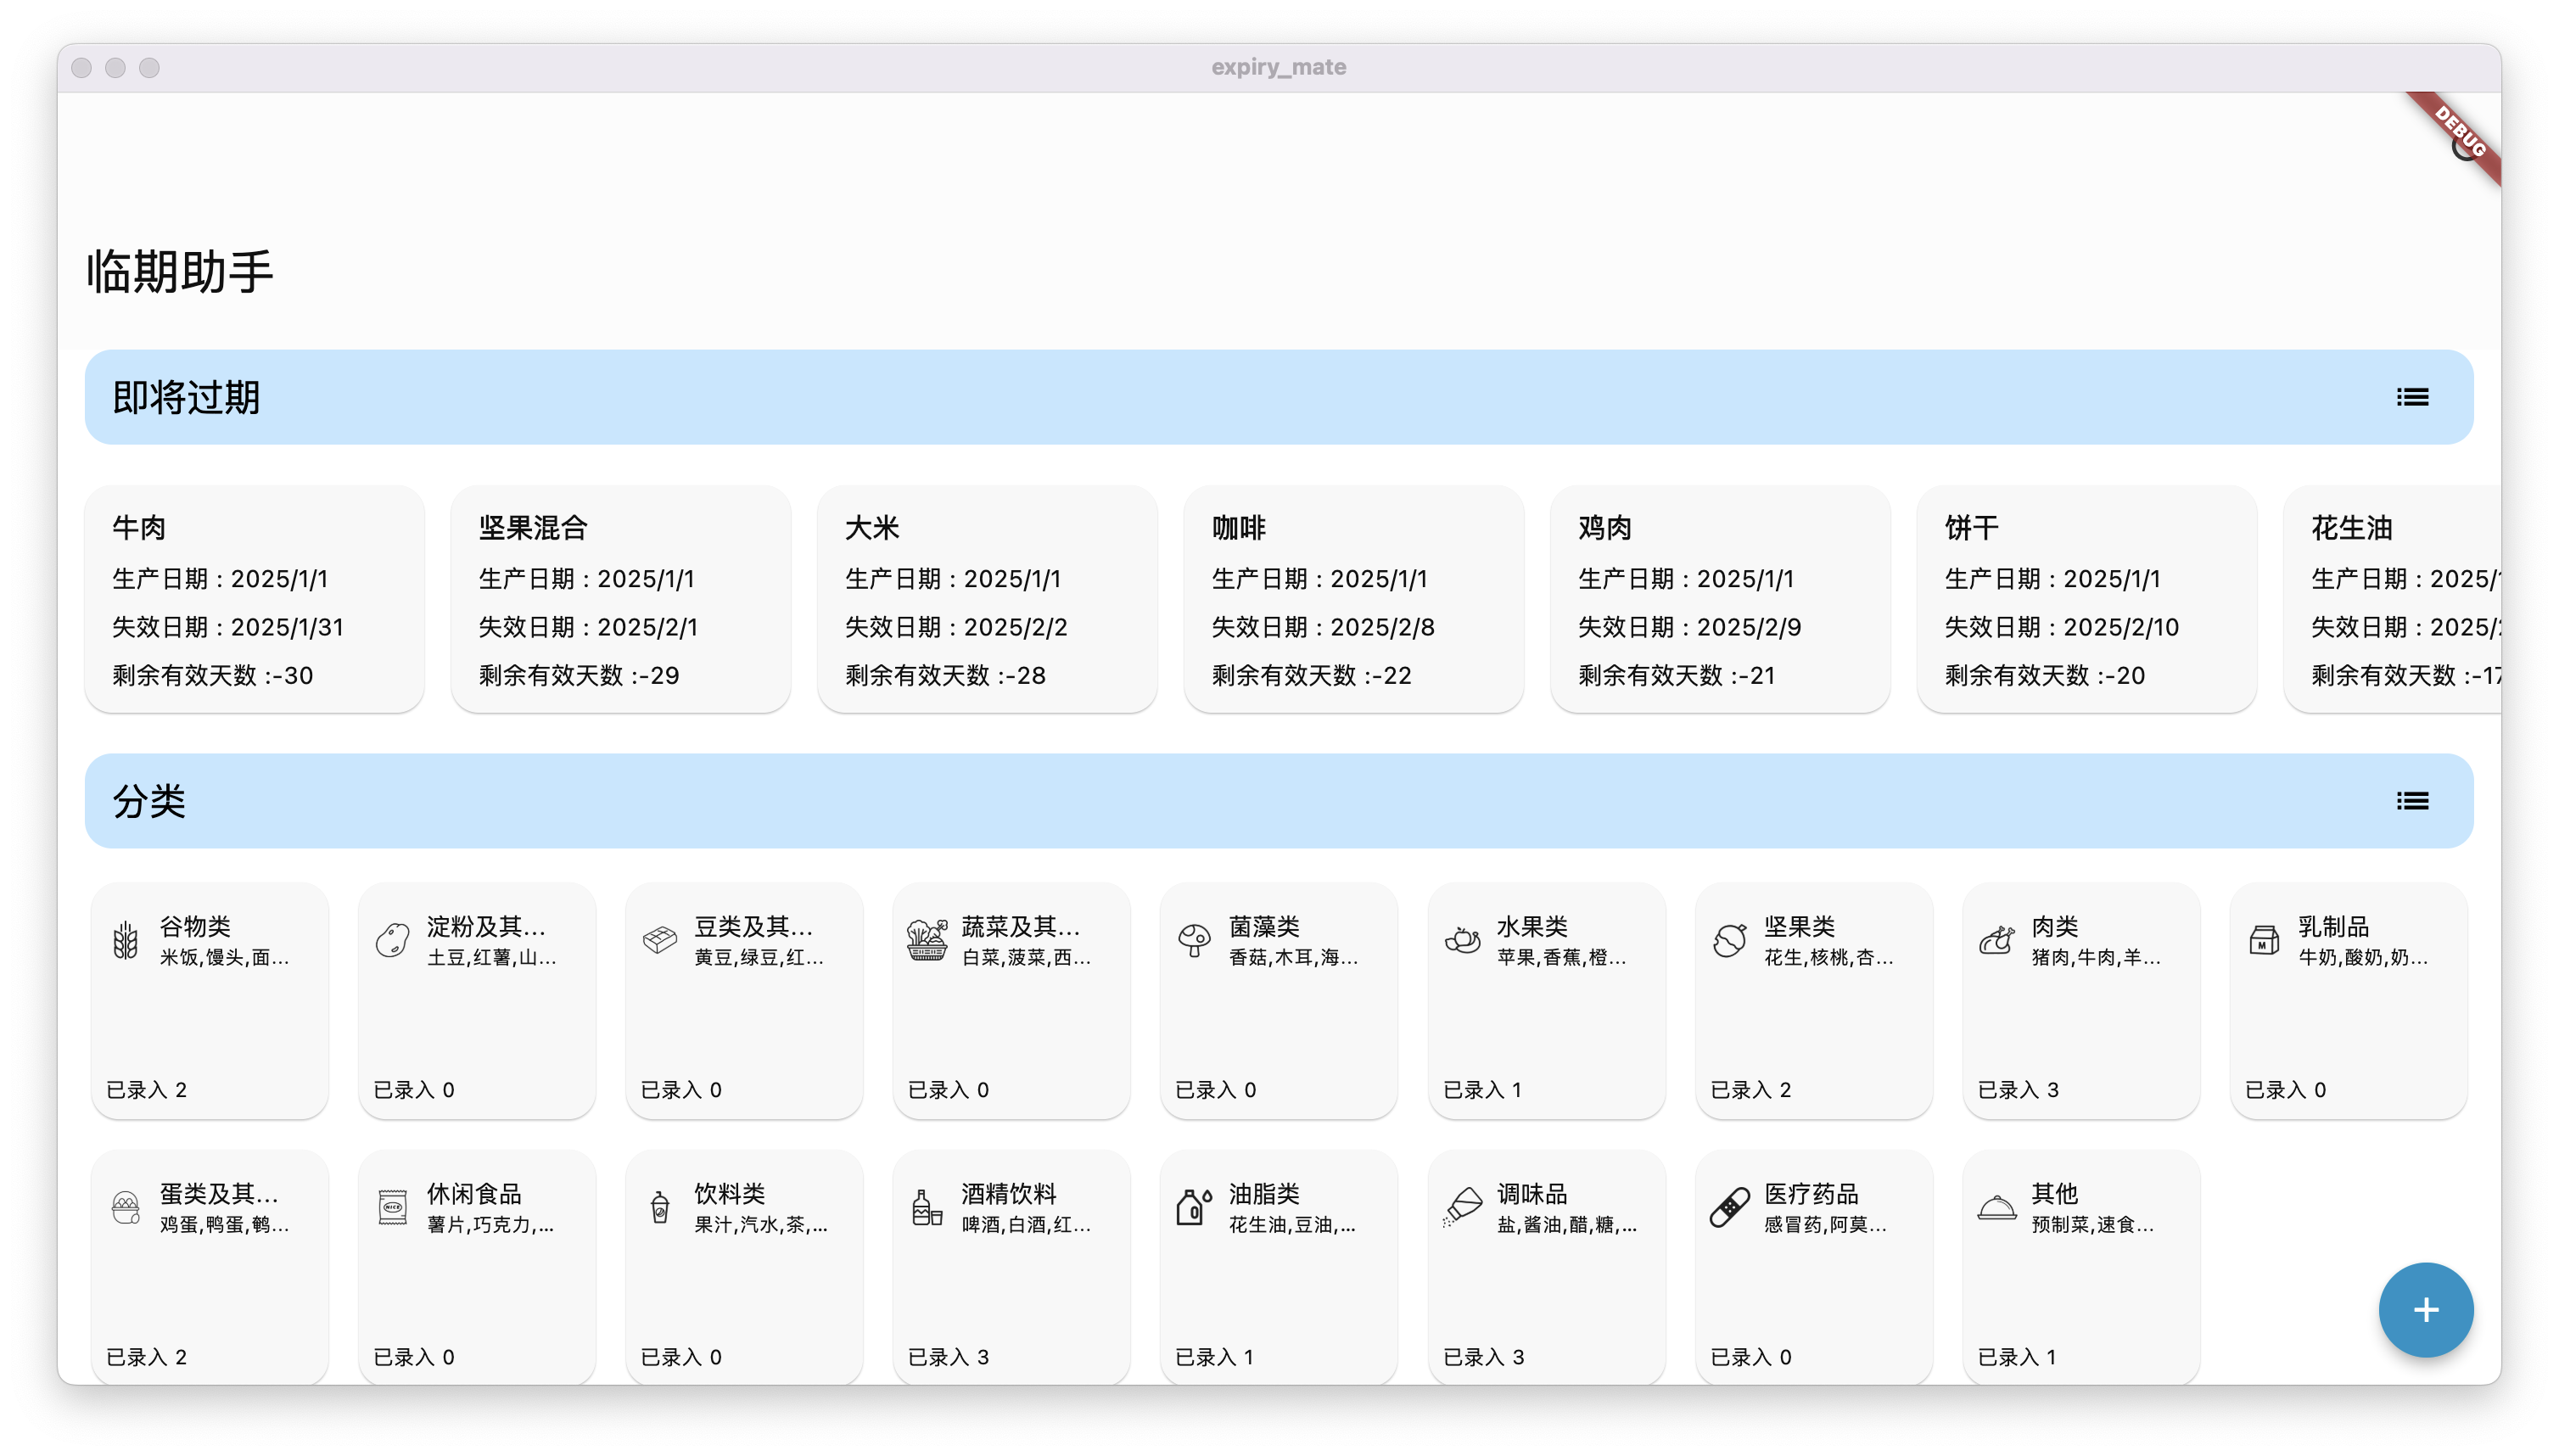 expiry_mate
DEBUG
临期助手
即将过期
牛肉
生产日期 : 2025/1/1
失效日期 : 2025/1/31
剩余有效天数 :-30
坚果混合
生产日期 : 2025/1/1
失效日期 : 2025/2/1
剩余有效天数 :-29
大米
生产日期 : 2025/1/1
失效日期 : 2025/2/2
剩余有效天数 :-28
咖啡
生产日期 : 2025/1/1
失效日期 : 2025/2/8
剩余有效天数 :-22
鸡肉
生产日期 : 2025/1/1
失效日期 : 2025/2/9
剩余有效天数 :-21
饼干
生产日期 : 2025/1/1
失效日期 : 2025/2/10
剩余有效天数 :-20
花生油
生产日期 : 2025/
失效日期 : 2025/
剩余有效天数 :-17
分类
谷物类
米饭,馒头,面...
已录入 2
淀粉及其...
土豆,红薯,山...
已录入 0
豆类及其...
黄豆,绿豆,红...
已录入 0
蔬菜及其...
白菜,菠菜,西...
已录入 0
菌藻类
香菇,木耳,海...
已录入 0
水果类
苹果,香蕉,橙...
已录入 1
坚果类
花生,核桃,杏...
已录入 2
肉类
猪肉,牛肉,羊...
已录入 3
乳制品
M
牛奶,酸奶,奶...
已录入 0
蛋类及其...
鸡蛋,鸭蛋,鹌...
已录入 2
休闲食品
NICE
薯片,巧克力,...
已录入 0
饮料类
果汁,汽水,茶,...
已录入 0
酒精饮料
啤酒,白酒,红...
已录入 3
油脂类
花生油,豆油,...
已录入 1
调味品
盐,酱油,醋,糖,...
已录入 3
医疗药品
感冒药,阿莫...
已录入 0
其他
预制菜,速食...
已录入 1